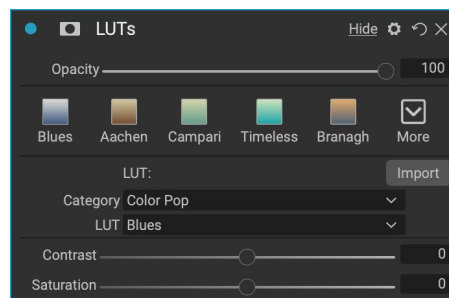 LUTs Hide
Opacity 100
Blues Aachen Campari Timeless Branagh More
LUT: Import
Category Color Pop
LUT Blues
Contrast 0
Saturation 0